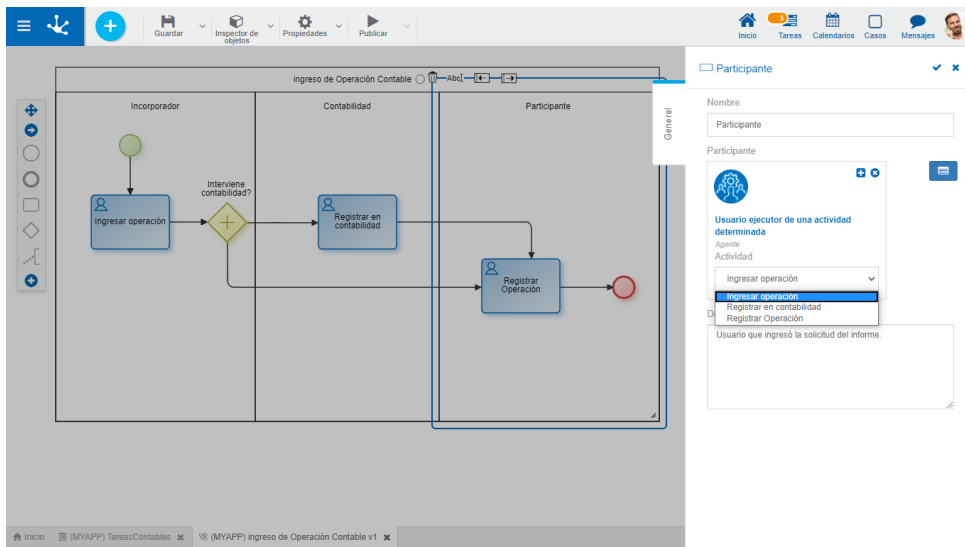 Guardar
Inspector de
objetos
Propiedades
Publicar
Inicio
3
Tareas
Calendarios
Casos
Mensajes
ingreso de Operación Contable
Abc
Incorporador
Contabilidad
Participante
Ingresar operación
Interviene
contabilidad?
Registrar en
contabilidad
Registrar
Operación
General
Participante
Nombre
Participante
Participante
Usuario ejecutor de una actividad
determinada
Agente
Actividad
Ingresar operación
Ingresar operación
Registrar en contabilidad
Registrar Operación
Usuario que ingresó la solicitud del informe.
Inicio
(MYAPP) TareasContables
(MYAPP) ingreso de Operación Contable v1